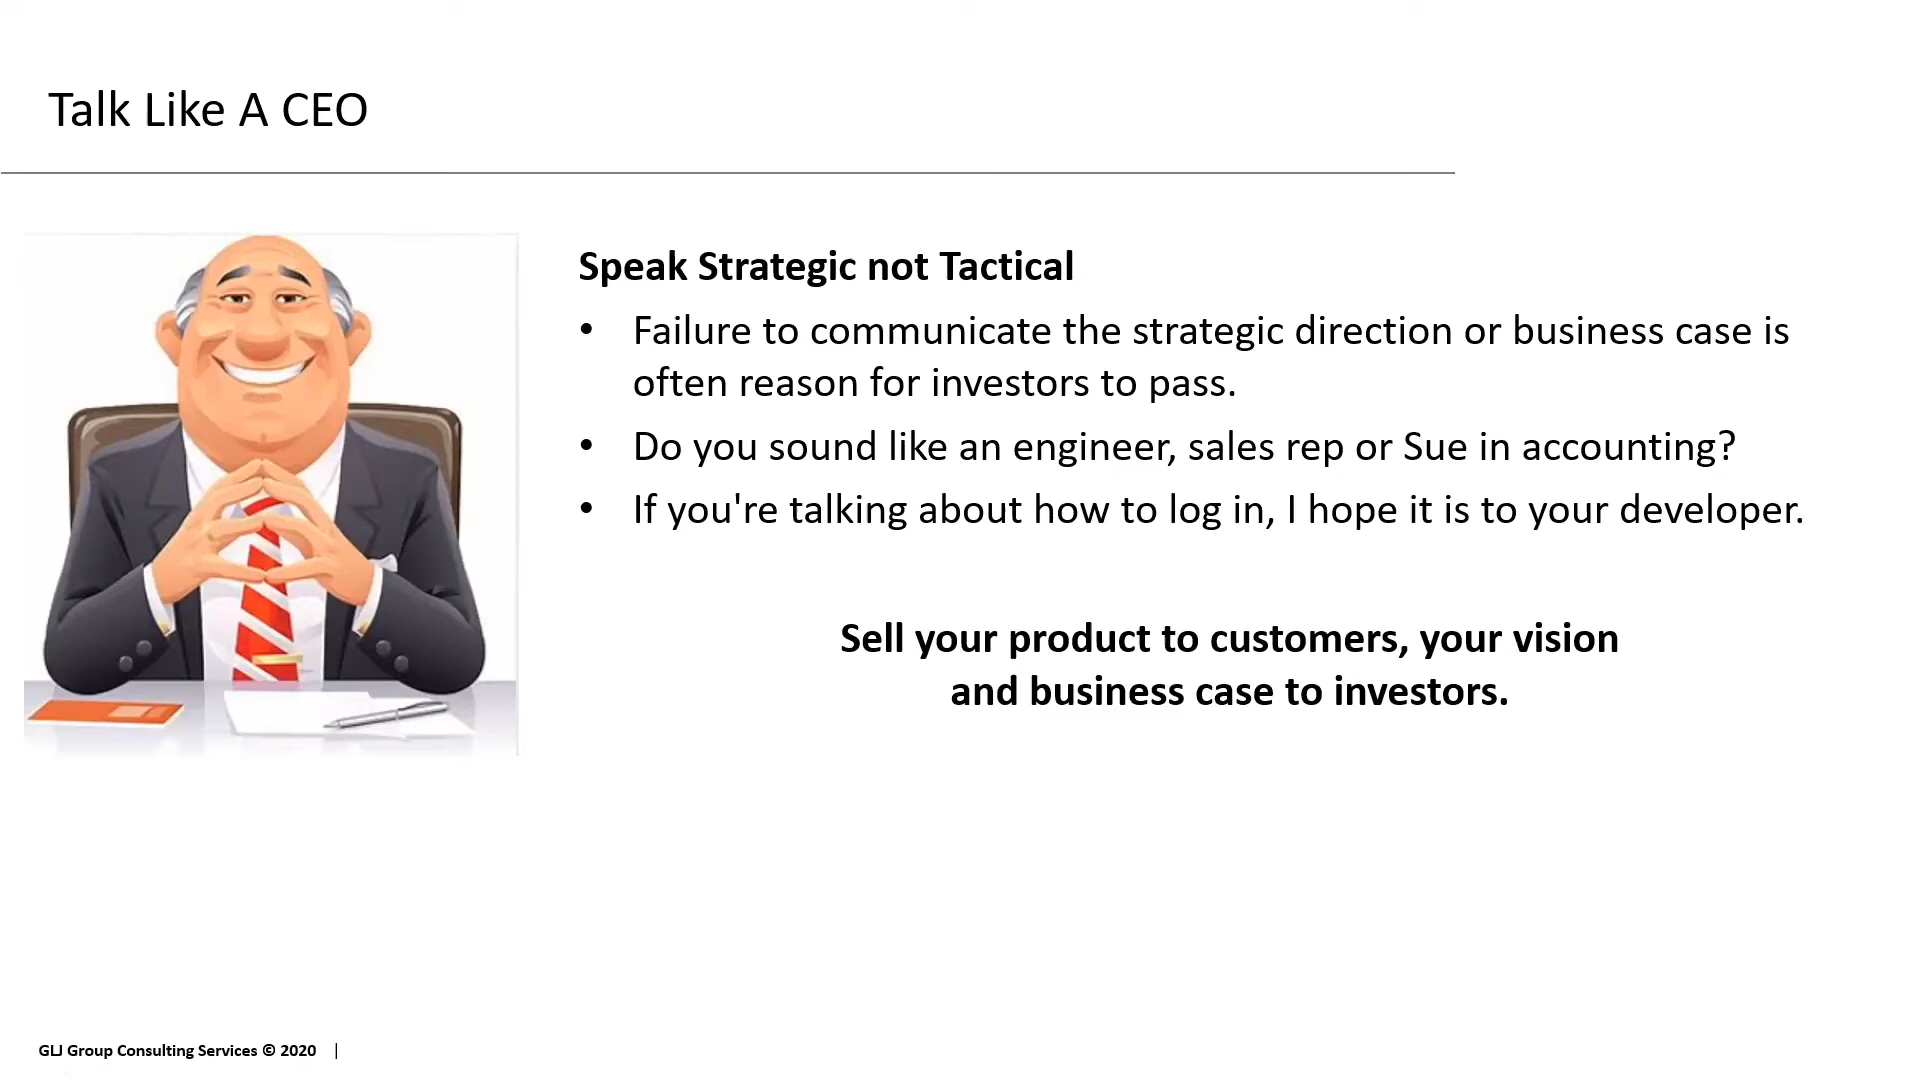 Talk Like A CEO
Speak Strategic not Tactical
• Failure to communicate the strategic direction or business case is
often reason for investors to pass.
• Do you sound like an engineer, sales rep or Sue in accounting?
• If you're talking about how to log in, I hope it is to your developer.
Sell your product to customers, your vision
and business case to investors.
GLJ Group Consulting Services © 2020 |